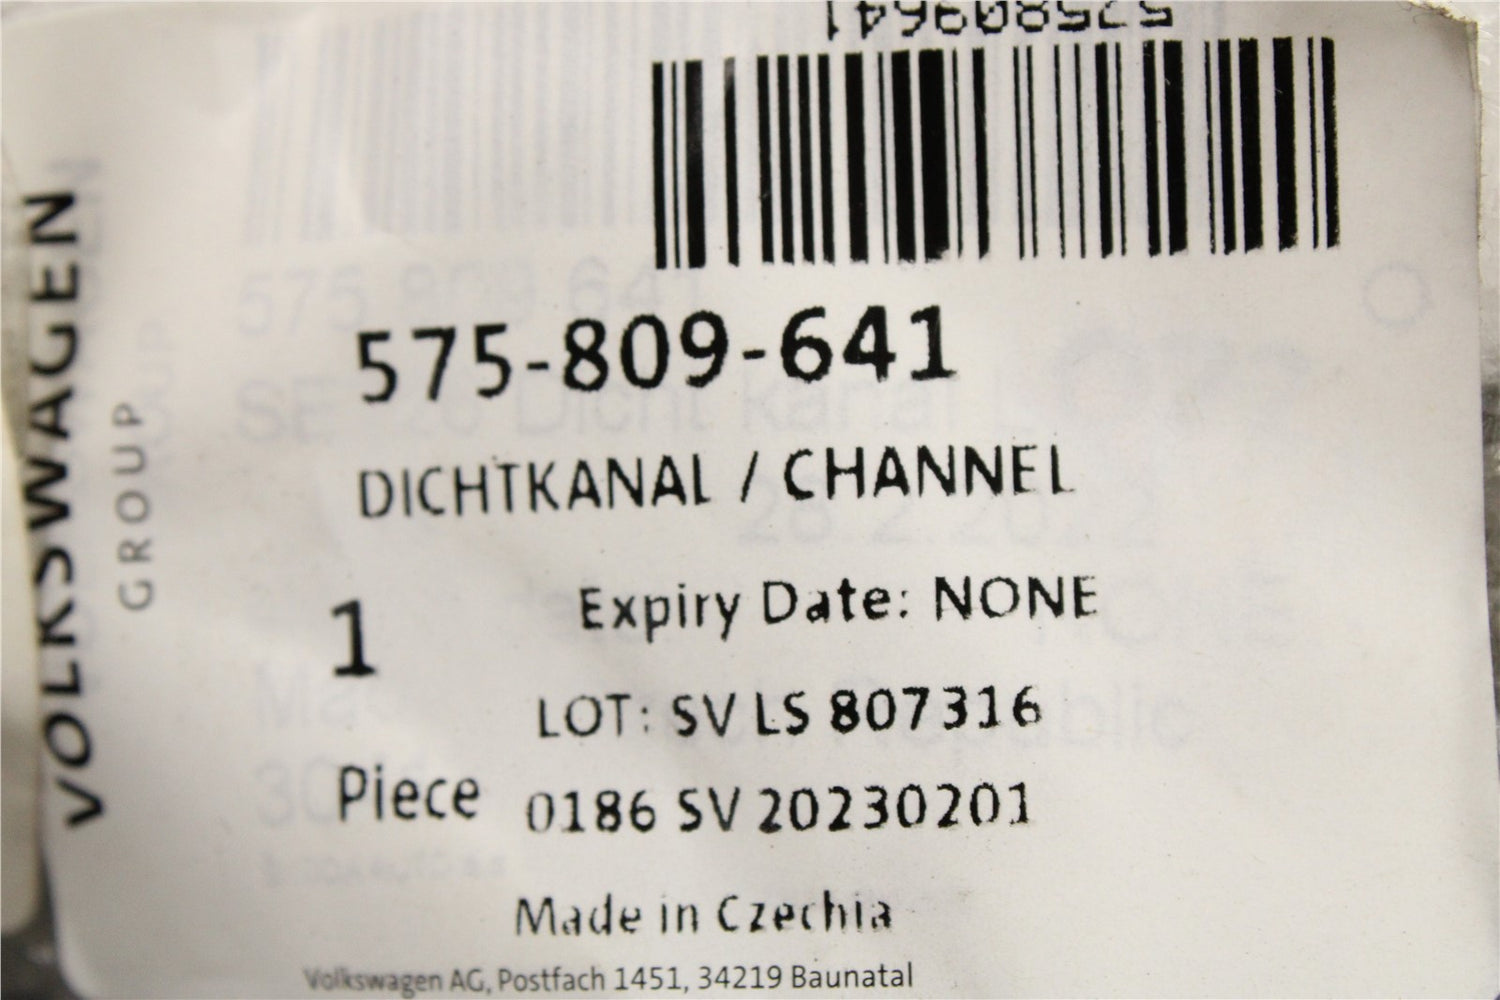 575809641
VOLKSWAGEN
GROUP
575-809-641
DICHTKANAL / CHANNEL
Expiry Date: NONE
1
LOT: SV LS 807316
Piece
0186 SV 20230201
Made in Czechia
Volkswagen AG, Postfach 1451, 34219 Baunatal